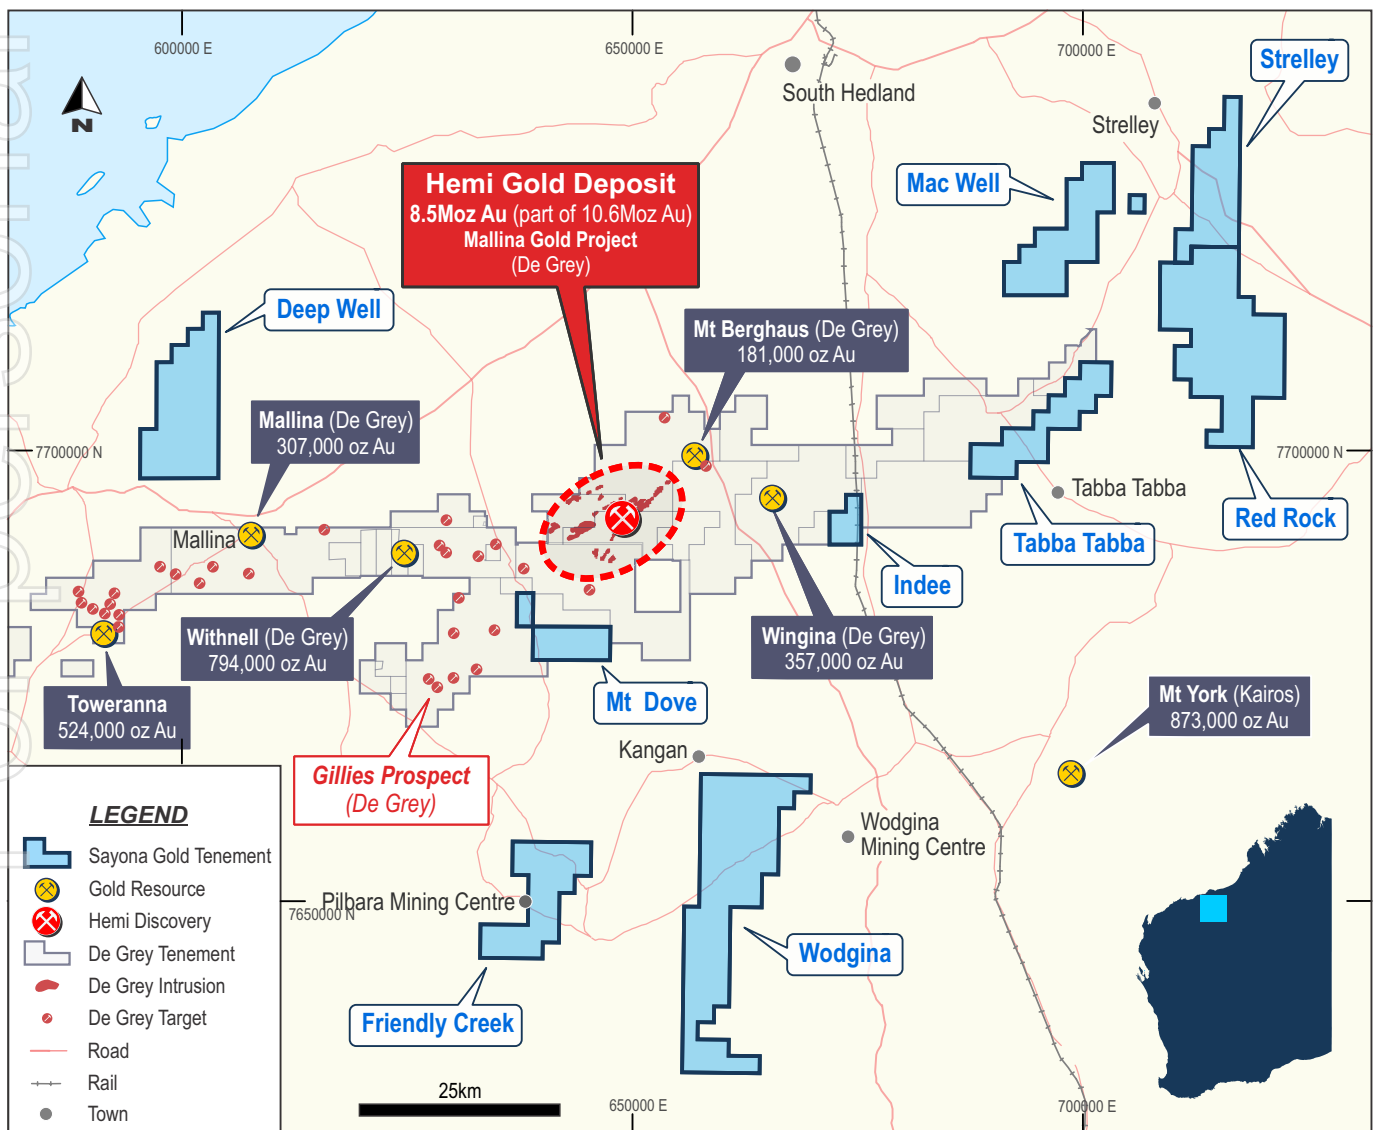 600000 E
650000 E
700000 E
Strelley
South Hedland
Strelley
N
Hemi Gold Deposit
8.5Moz Au (part of 10.6Moz Au)
Mallina Gold Project
(De Grey)
Mac Well
Deep Well
Mt Berghaus (De Grey)
181,000 oz Au
Mallina (De Grey)
307,000 oz Au
7700000 N
7700000 N
Tabba Tabba
Red Rock
Mallina
Tabba Tabba
Indee
Withnell (De Grey)
794,000 oz Au
Wingina (De Grey)
357,000 oz Au
Toweranna
524,000 oz Au
Mt Dove
Mt York (Kairos)
873,000 oz Au
Kangan
Gillies Prospect
(De Grey)
Wodgina
Mining Centre
Pilbara Mining Centre
7650000 N
Wodgina
Friendly Creek
LEGEND
Sayona Gold Tenement
Gold Resource
Hemi Discovery
De Grey Tenement
De Grey Intrusion
De Grey Target
Road
Rail
Town
25km
650000 E
700000 E